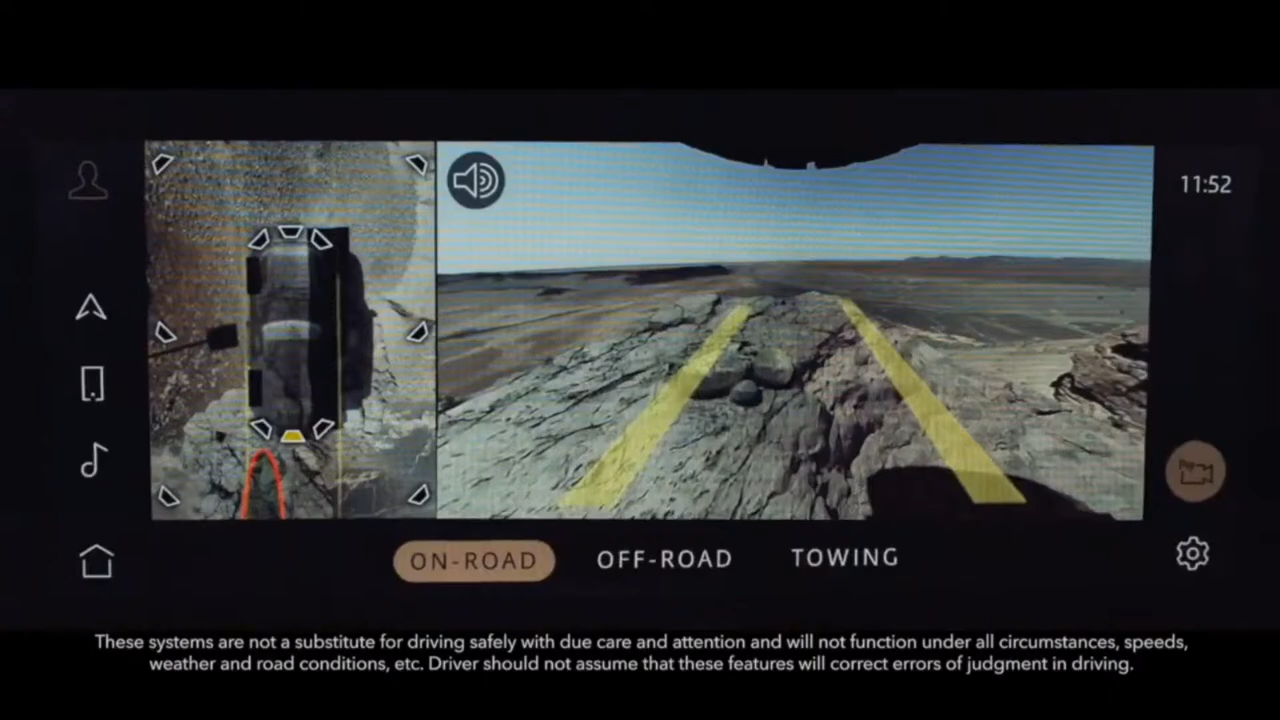 11:52
ON-ROAD OFF-ROAD TOWING
These systems are not a substitute for driving safely with due care and attention and will not function under all circumstances, speeds,
weather and road conditions, etc. Driver should not assume that these features will correct errors of judgment in driving.